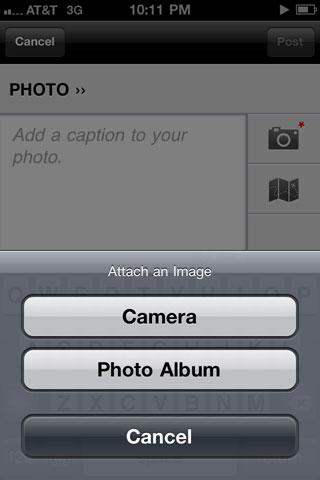 AT&T 3G 10:11 PM
Cancel Post
PHOTO ››
Add a caption to your
photo.
Attach an Image
Q W E R T Y U I O P
Camera
Photo Album
Z X C V B N M
Cancel